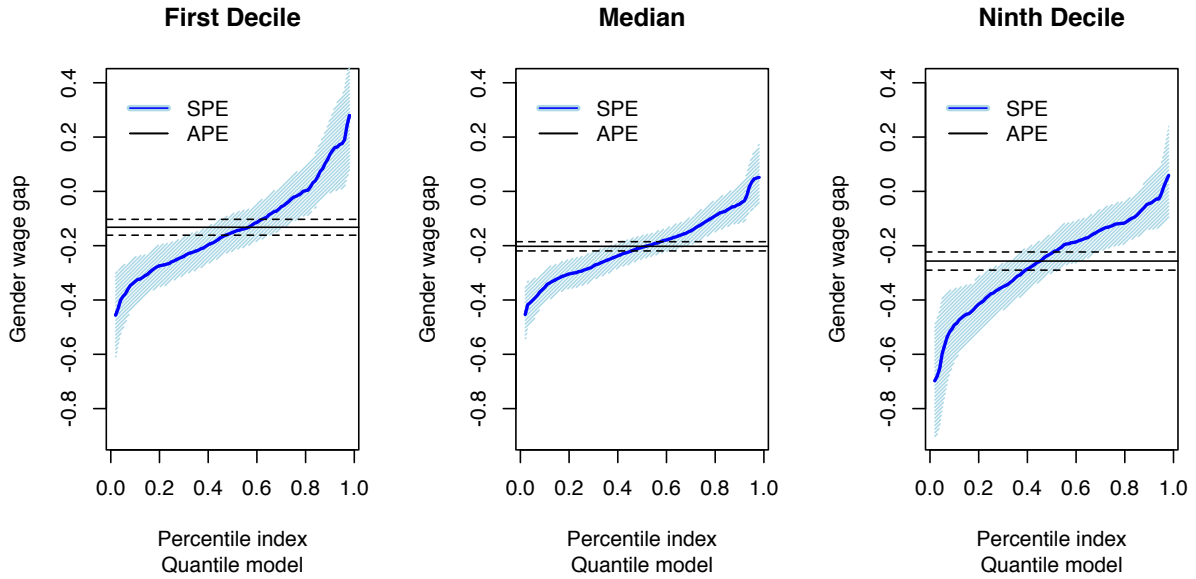 First Decile
Gender wage gap
0.4
0.2
0.0
-0.2
-0.4
-0.6
-0.8
SPE
APE
0.0 0.2 0.4 0.6 0.8 1.0
Percentile index
Quantile model
Median
Gender wage gap
0.4
0.2
0.0
-0.2
-0.4
-0.6
-0.8
SPE
APE
0.0 0.2 0.4 0.6 0.8 1.0
Percentile index
Quantile model
Ninth Decile
Gender wage gap
0.4
0.2
0.0
-0.2
-0.4
-0.6
-0.8
SPE
APE
0.0 0.2 0.4 0.6 0.8 1.0
Percentile index
Quantile model